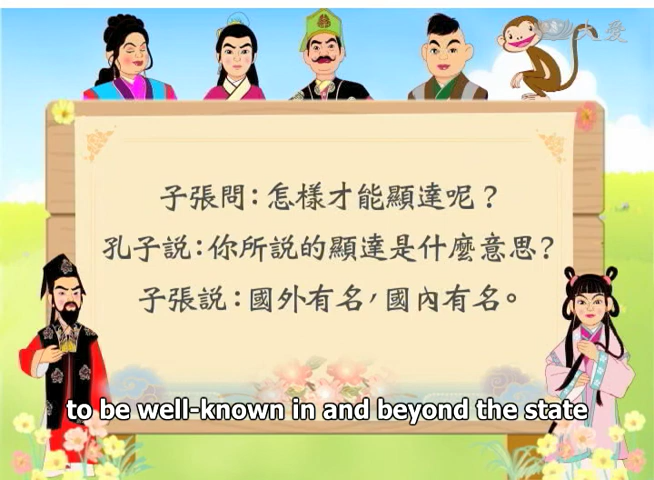 大愛
子張問：怎樣才能顯達呢？
孔子說：你所說的顯達是什麼意思？
子張說：國外有名，國內有名。
to be well-known in and beyond the state